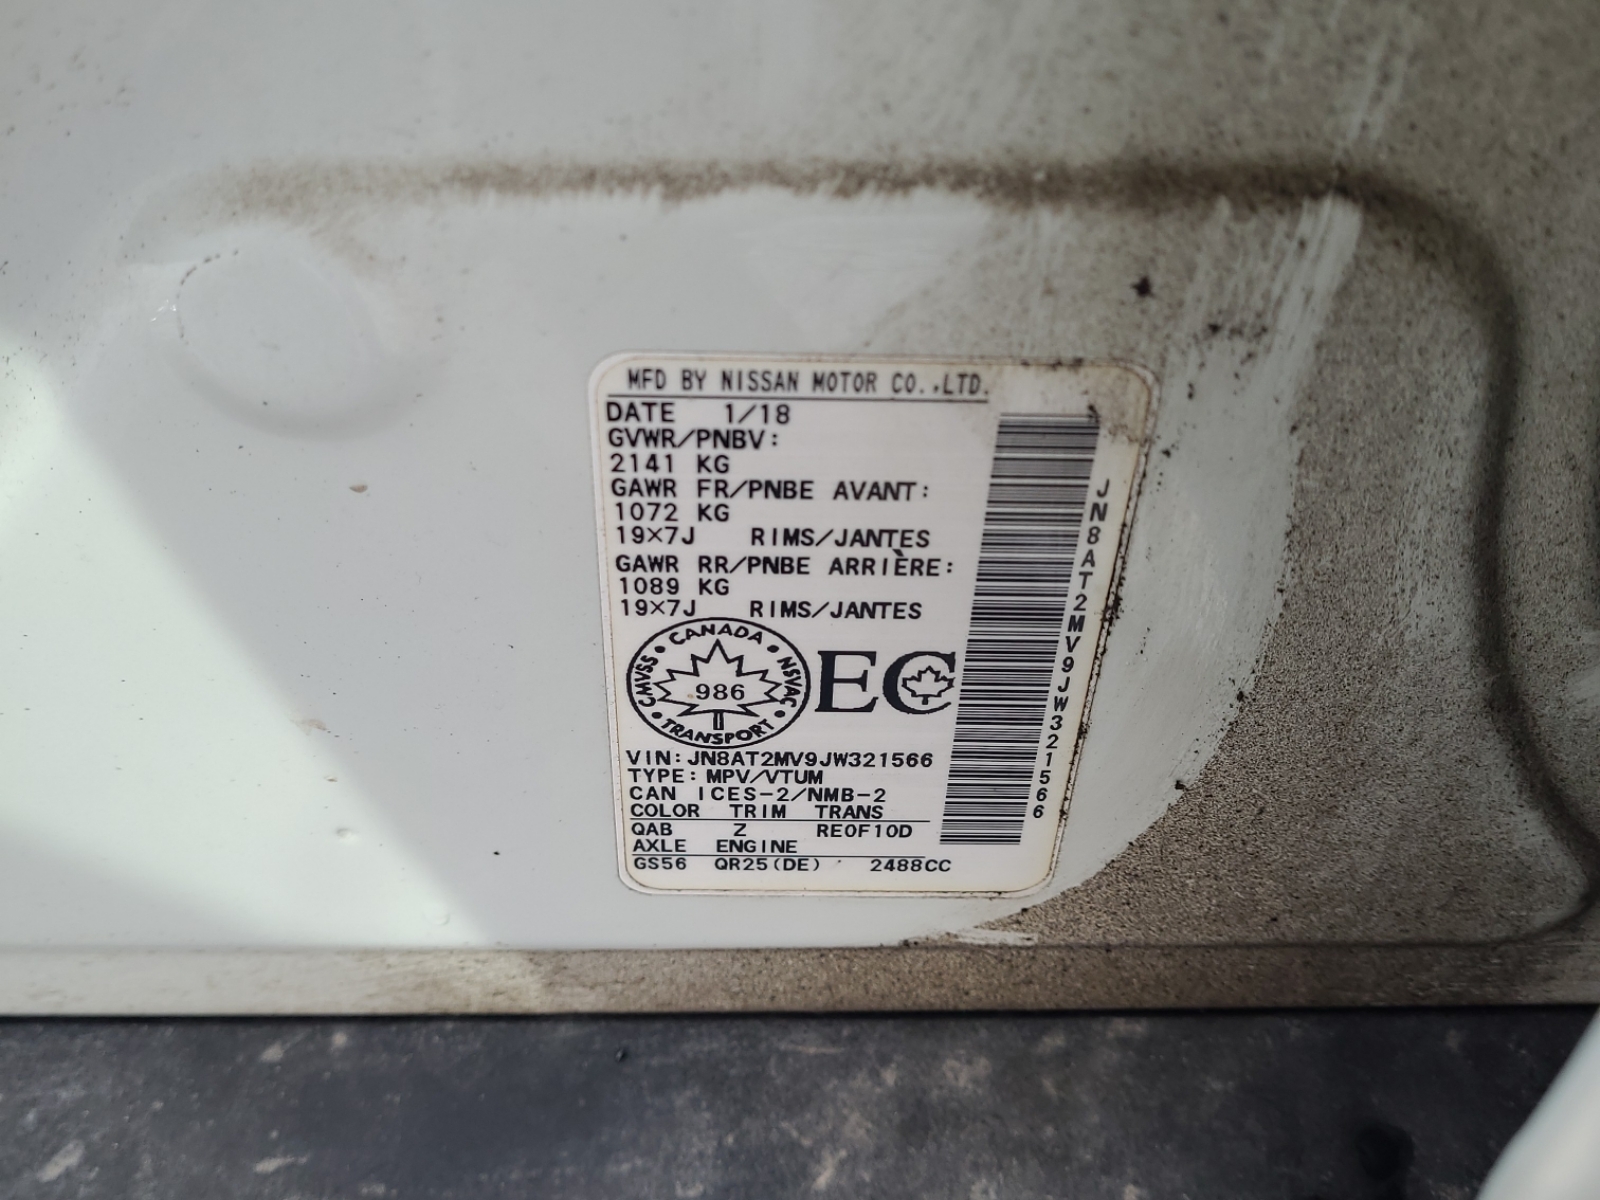 MFD BY NISSAN MOTOR CO.,LTD.
DATE 1/18
GVWR/PNBV:
2141 KG
GAWR FR/PNBE AVANT:
1072 KG
19×7J RIMS/JANTES
GAWR RR/PNBE ARRIÈRE:
1089 KG
19×7J RIMS/JANTES
CANADA • NSVAC • TRANSPORT • CMVSS •
986
EC
VIN:JN8AT2MV9JW321566
TYPE:MPV/VTUM
CAN ICES-2/NMB-2
COLOR TRIM TRANS
QAB Z RE0F10D
AXLE ENGINE
GS56 QR25(DE) 2488CC
JN8AT2MV9JW321566